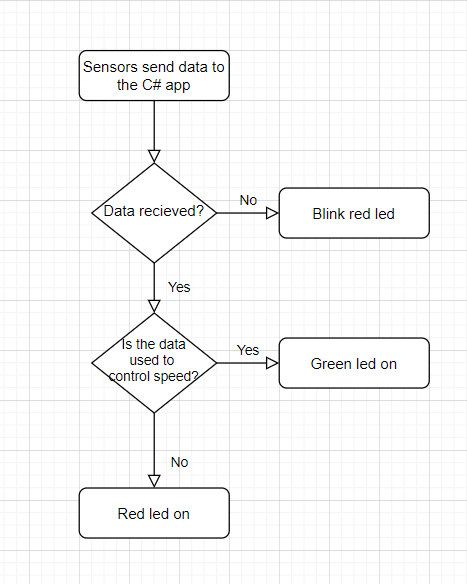 Sensors send data to
the C# app
Data recieved?
No
Blink red led
Yes
Is the data
used to
control speed?
Yes
Green led on
No
Red led on